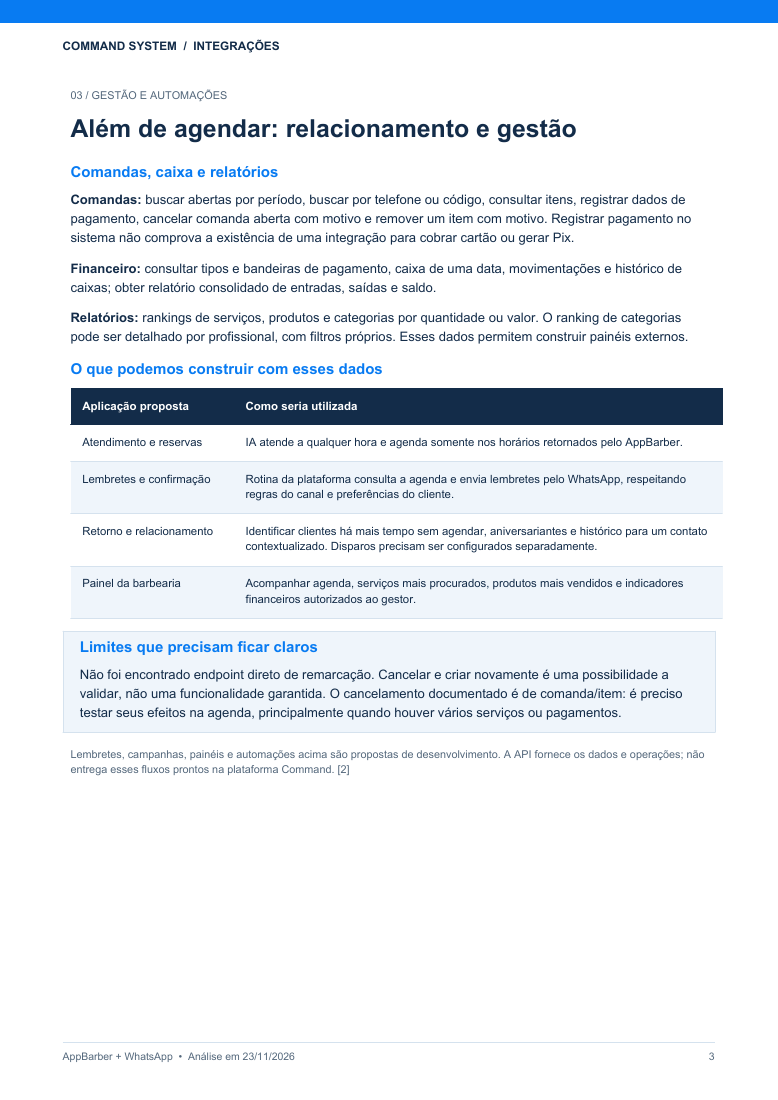 COMMAND SYSTEM / INTEGRAÇÕES
03 / GESTÃO E AUTOMAÇÕES
Além de agendar: relacionamento e gestão
Comandas, caixa e relatórios
Comandas: buscar abertas por período, buscar por telefone ou código, consultar itens, registrar dados de
pagamento, cancelar comanda aberta com motivo e remover um item com motivo. Registrar pagamento no
sistema não comprova a existência de uma integração para cobrar cartão ou gerar Pix.
Financeiro: consultar tipos e bandeiras de pagamento, caixa de uma data, movimentações e histórico de
caixas; obter relatório consolidado de entradas, saídas e saldo.
Relatórios: rankings de serviços, produtos e categorias por quantidade ou valor. O ranking de categorias
pode ser detalhado por profissional, com filtros próprios. Esses dados permitem construir painéis externos.
O que podemos construir com esses dados
Aplicação proposta Como seria utilizada
Atendimento e reservas IA atende a qualquer hora e agenda somente nos horários retornados pelo AppBarber.
Lembretes e confirmação Rotina da plataforma consulta a agenda e envia lembretes pelo WhatsApp, respeitando
regras do canal e preferências do cliente.
Retorno e relacionamento Identificar clientes há mais tempo sem agendar, aniversariantes e histórico para um contato
contextualizado. Disparos precisam ser configurados separadamente.
Painel da barbearia Acompanhar agenda, serviços mais procurados, produtos mais vendidos e indicadores
financeiros autorizados ao gestor.
Limites que precisam ficar claros
Não foi encontrado endpoint direto de remarcação. Cancelar e criar novamente é uma possibilidade a
validar, não uma funcionalidade garantida. O cancelamento documentado é de comanda/item: é preciso
testar seus efeitos na agenda, principalmente quando houver vários serviços ou pagamentos.
Lembretes, campanhas, painéis e automações acima são propostas de desenvolvimento. A API fornece os dados e operações; não
entrega esses fluxos prontos na plataforma Command. [2]
AppBarber + WhatsApp • Análise em 23/11/2026 3